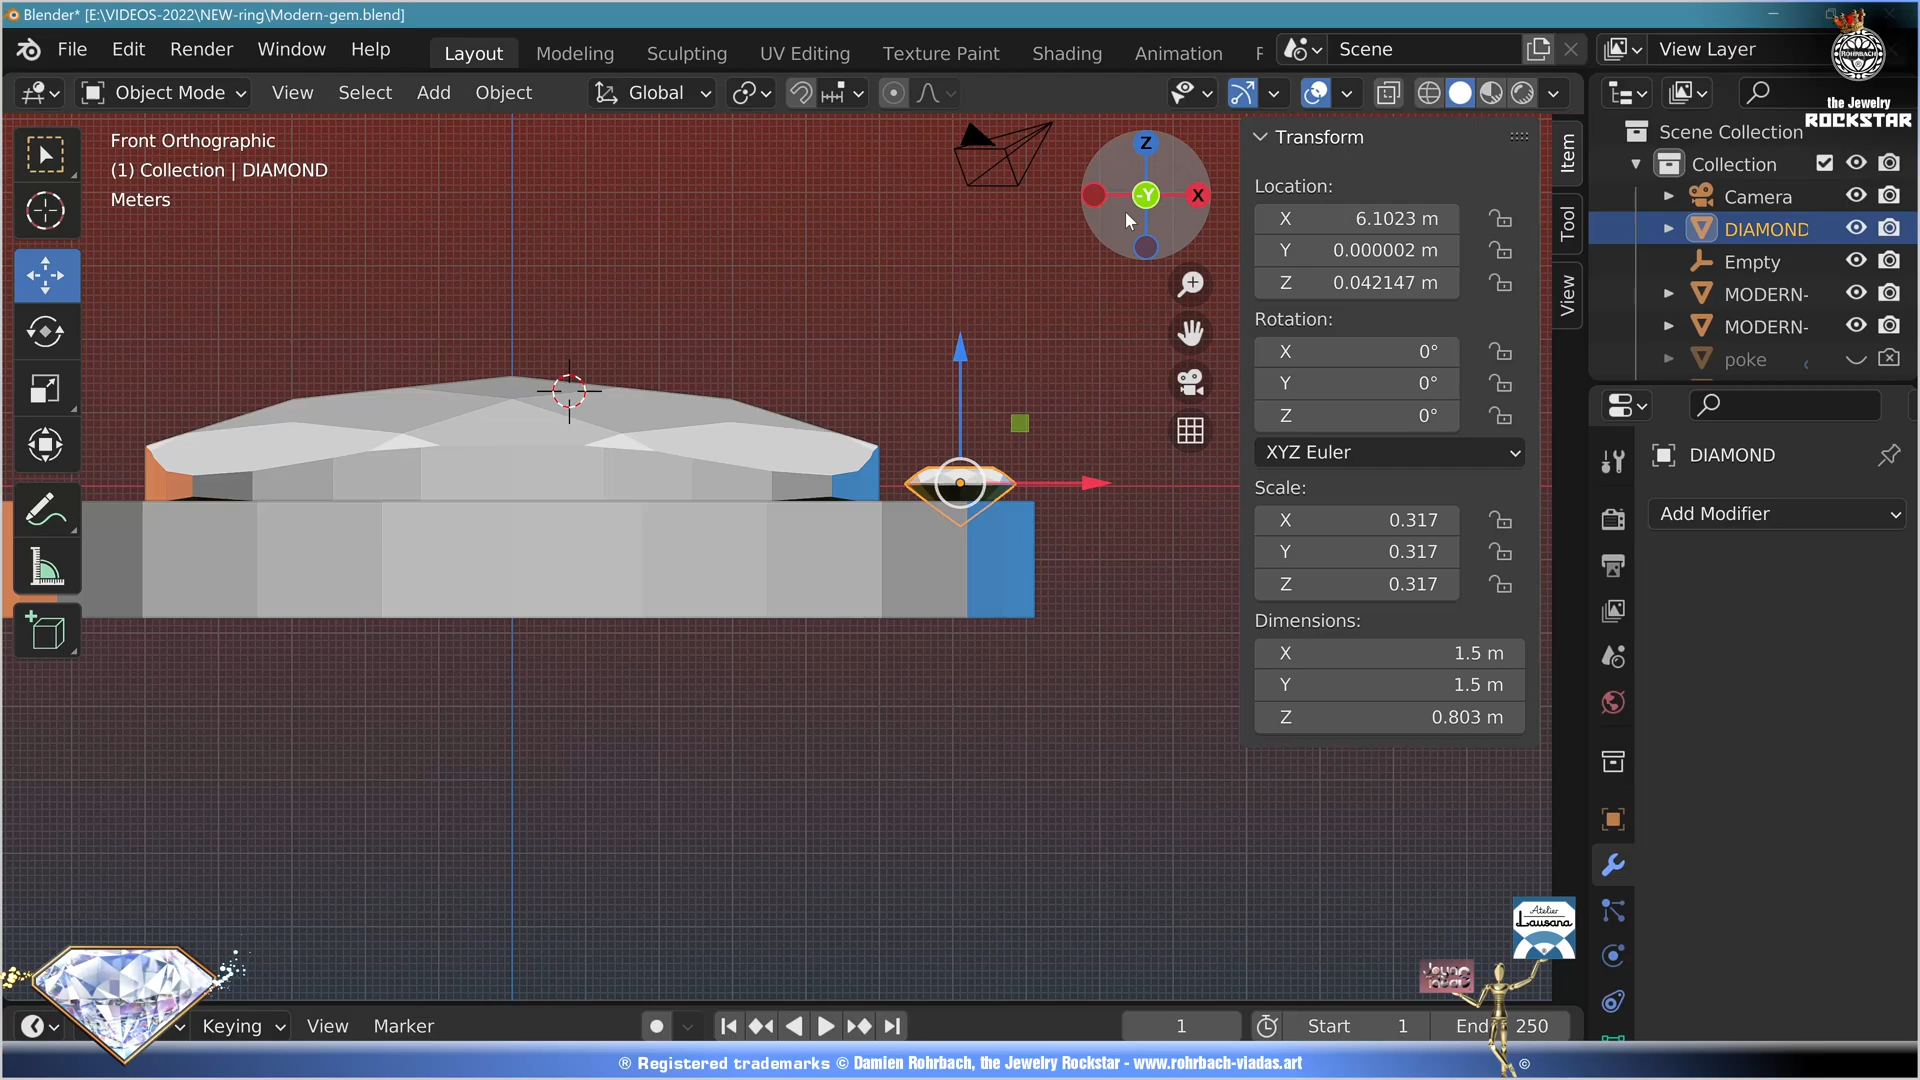 Blender* [E:\VIDEOS-2022\NEW-ring\Modern-gem.blend]
File Edit Render Window Help
Layout Modeling Sculpting UV Editing Texture Paint Shading Animation
Scene
View Layer
Object Mode View Select Add Object Global
ROHRBACH
the Jewelry
ROCKSTAR
Front Orthographic
(1) Collection | DIAMOND
Meters
Z
-Y
X
Transform
Location:
X 6.1023 m
Y 0.000002 m
Z 0.042147 m
Rotation:
X 0°
Y 0°
Z 0°
XYZ Euler
Scale:
X 0.317
Y 0.317
Z 0.317
Dimensions:
X 1.5 m
Y 1.5 m
Z 0.803 m
Item
Tool
View
Scene Collection
Collection
Camera
DIAMOND
Empty
MODERN-
MODERN-
poke
DIAMOND
Add Modifier
Atelier
Lausana
Keying View Marker
1
Start 1
End 250
® Registered trademarks © Damien Rohrbach, the Jewelry Rockstar - www.rohrbach-viadas.art
©